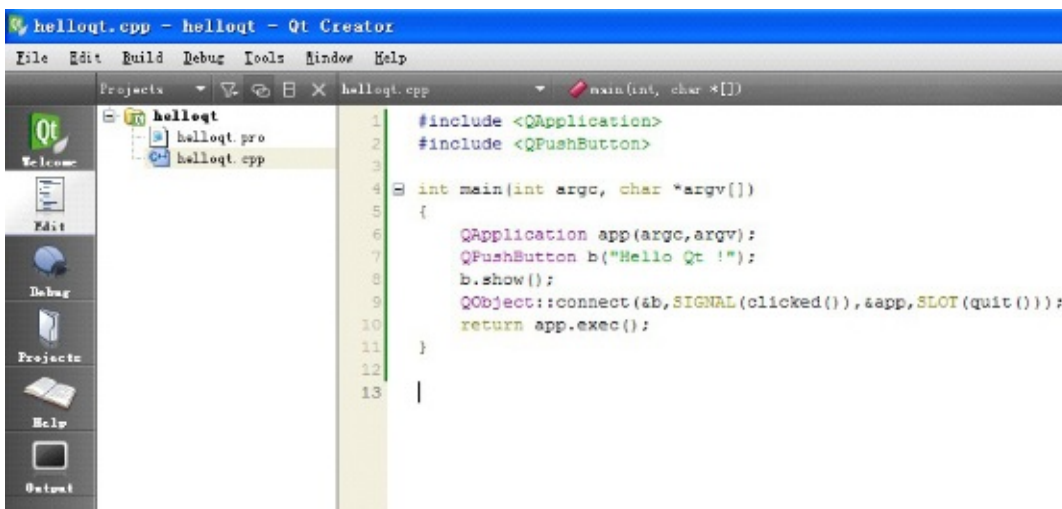 helloqt.cpp - helloqt - Qt Creator
File Edit Build Debug Tools Window Help
Projects helloqt.cpp main(int, char *[])
Welcome
Edit
Debug
Projects
Help
Output
helloqt
helloqt.pro
helloqt.cpp
1 #include <QApplication>
2 #include <QPushButton>
3
4 int main(int argc, char *argv[])
5 {
6 QApplication app(argc,argv);
7 QPushButton b("Hello Qt !");
8 b.show();
9 QObject::connect(&b,SIGNAL(clicked()),&app,SLOT(quit()));
10 return app.exec();
11 }
12
13